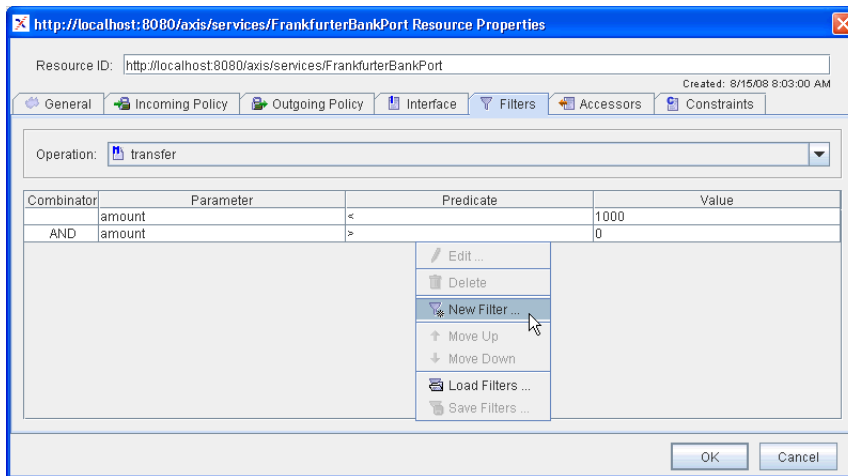 http://localhost:8080/axis/services/FrankfurterBankPort Resource Properties
Resource ID: http://localhost:8080/axis/services/FrankfurterBankPort
Created: 8/15/08 8:03:00 AM
General Incoming Policy Outgoing Policy Interface Filters Accessors Constraints
Operation: transfer
Combinator Parameter Predicate Value
amount < 1000
AND amount > 0
Edit ...
Delete
New Filter ...
Move Up
Move Down
Load Filters ...
Save Filters ...
OK Cancel